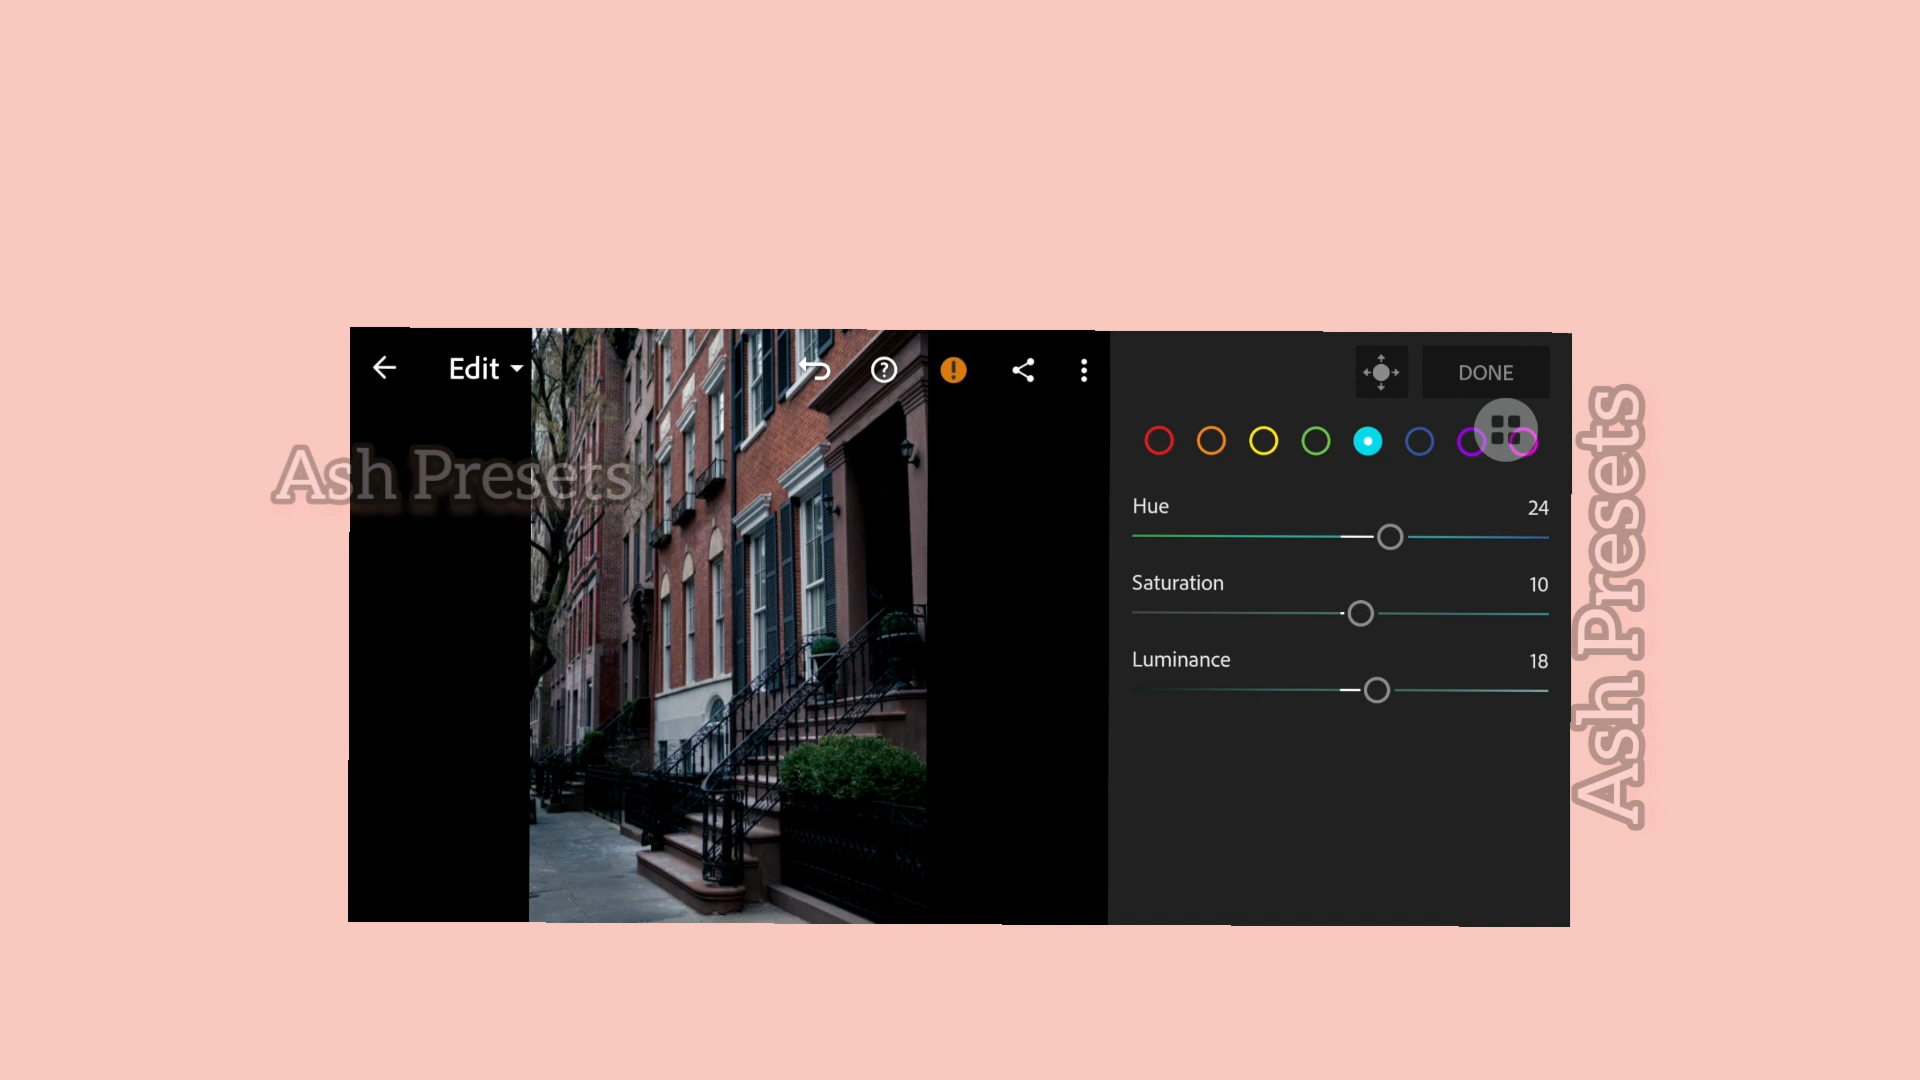 Edit
DONE
Ash Presets
Hue 24
Saturation 10
Luminance 18
Ash Presets